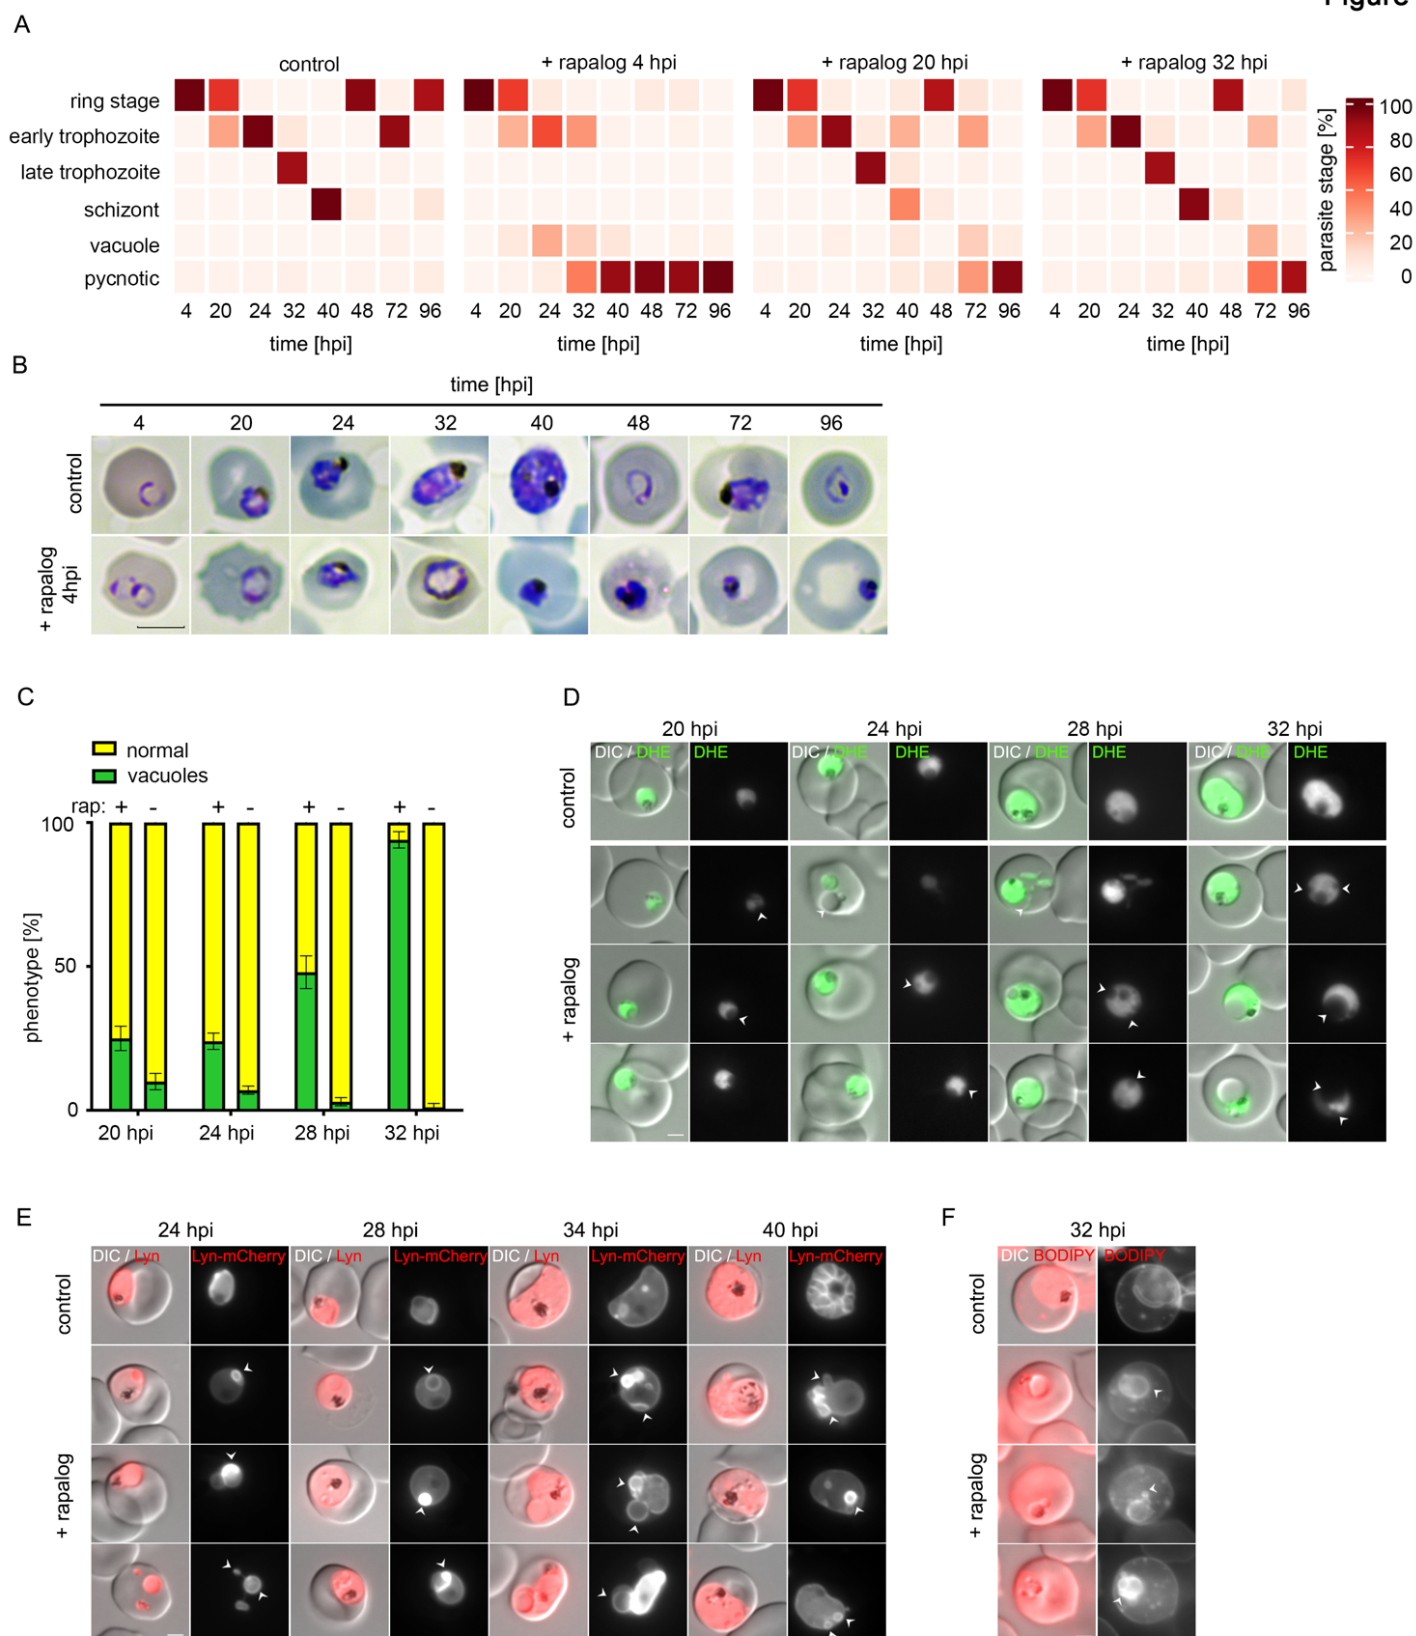 Figure
A
control
+ rapalog 4 hpi
+ rapalog 20 hpi
+ rapalog 32 hpi
ring stage
early trophozoite
late trophozoite
schizont
vacuole
pycnotic
4 20 24 32 40 48 72 96
4 20 24 32 40 48 72 96
4 20 24 32 40 48 72 96
4 20 24 32 40 48 72 96
time [hpi]
time [hpi]
time [hpi]
time [hpi]
parasite stage [%]
100
80
60
40
20
0
B
time [hpi]
4 20 24 32 40 48 72 96
control
+ rapalog
4hpi
C
normal
vacuoles
rap: + - + - + - + -
100
50
0
phenotype [%]
20 hpi 24 hpi 28 hpi 32 hpi
D
20 hpi 24 hpi 28 hpi 32 hpi
DIC / DHE DHE DIC / DHE DHE DIC / DHE DHE DIC / DHE DHE
control
+ rapalog
E
24 hpi 28 hpi 34 hpi 40 hpi
DIC / Lyn Lyn-mCherry DIC / Lyn Lyn-mCherry DIC / Lyn Lyn-mCherry DIC / Lyn Lyn-mCherry
control
+ rapalog
F
32 hpi
DIC BODIPY BODIPY
control
+ rapalog